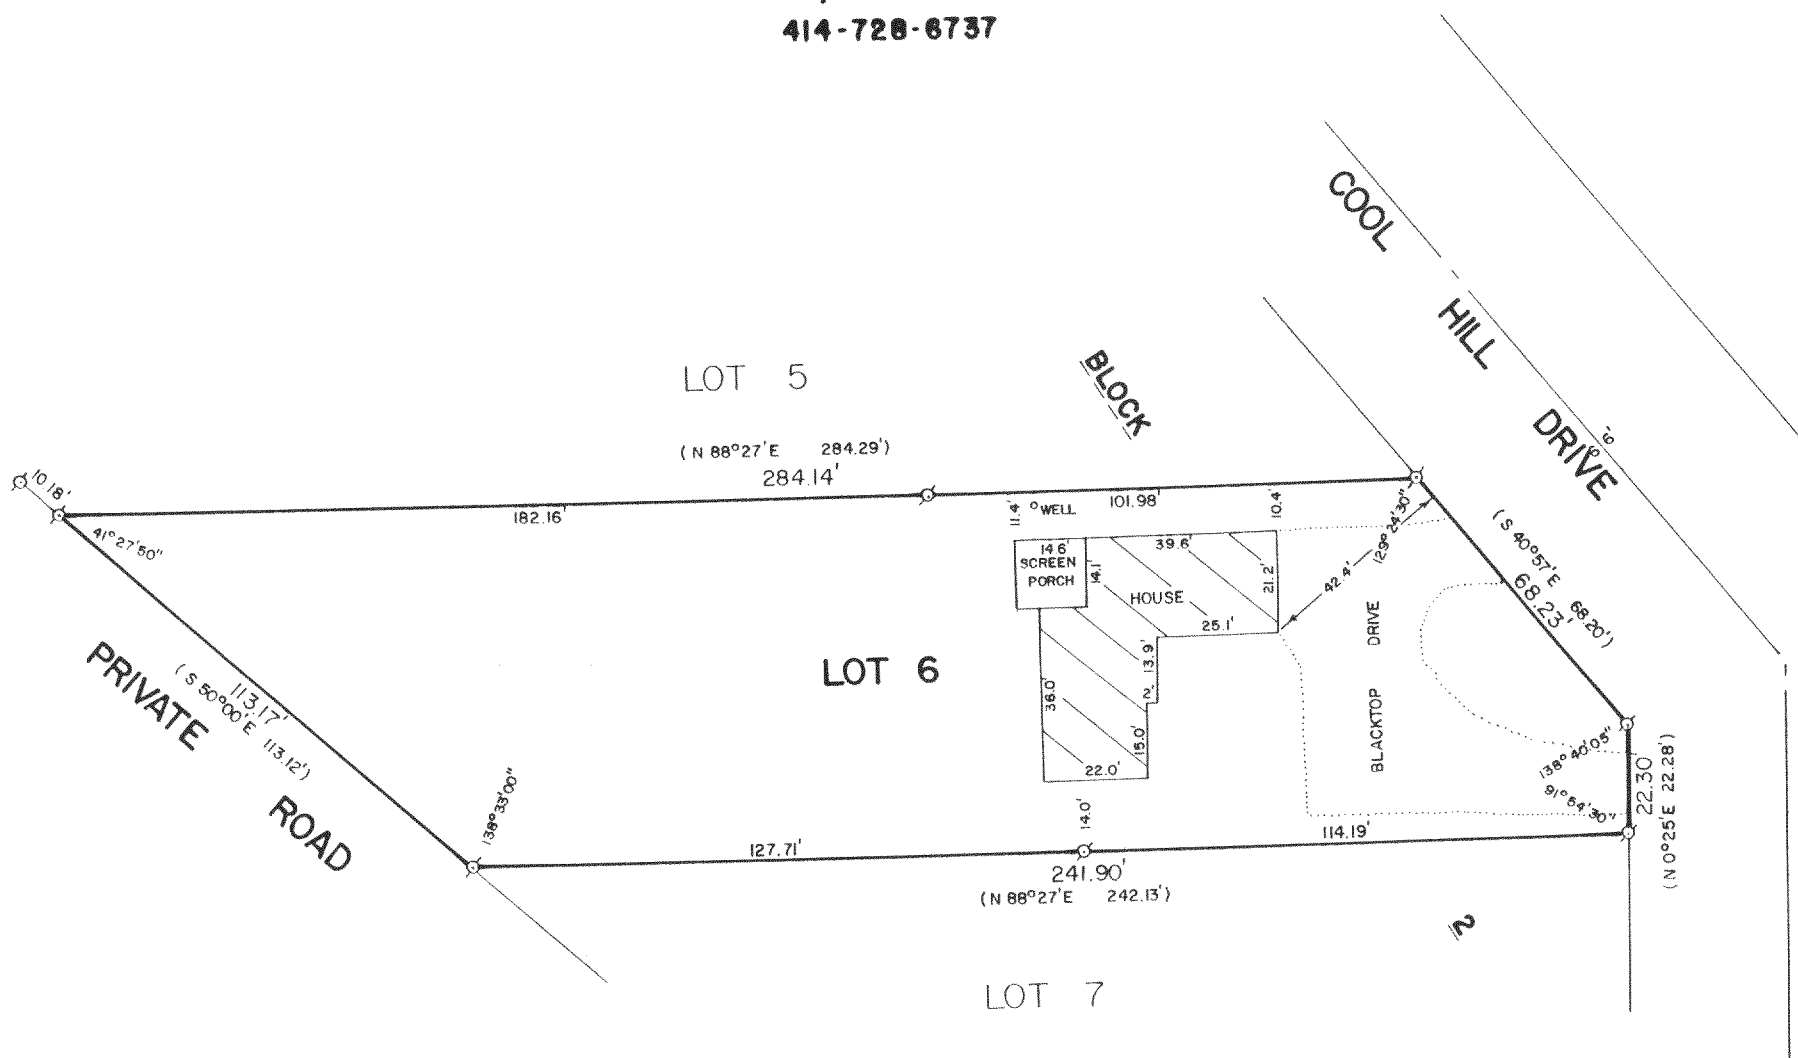 414-728-6737
COOL
HILL
DRIVE
66'
LOT 5
BLOCK
(N 88°27'E 284.29')
284.14'
10.18'
182.16'
101.98'
41°27'50"
11.4'
°WELL
10.4'
129°24'30"
(S 40°57'E 68.20')
68.23'
14.6'
SCREEN
PORCH
14.1'
39.6'
HOUSE
21.2'
42.4'
25.1'
BLACKTOP DRIVE
LOT 6
36.0'
13.9'
2'
15.0'
22.0'
PRIVATE
ROAD
113.17'
(S 50°00'E 113.12')
138°33'00"
138°40'05"
91°54'30"
22.30
(N 0°25'E 22.28')
14.0'
127.71'
114.19'
241.90'
(N 88°27'E 242.13')
2
LOT 7